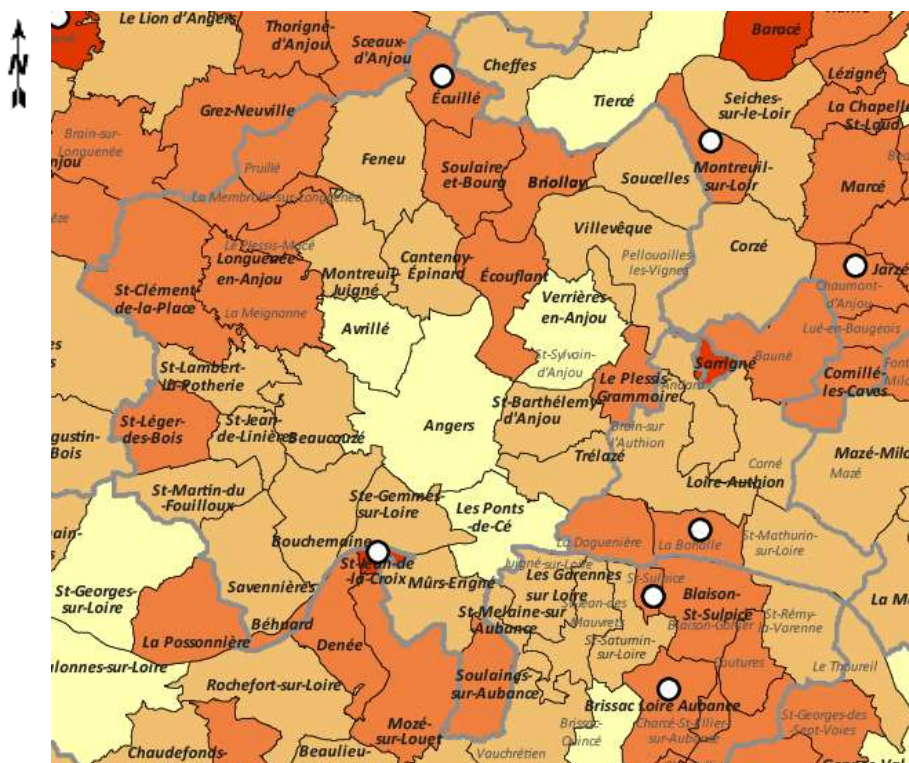 N
Le Lion d'Angers
Thorigné-
d'Anjou
Sceaux-
d'Anjou
Cheffes
Baracé
Écuillé
Tiercé
Lézigné
Seiches-
sur-le-Loir
La Chapelle
St-Laud
Grez-Neuville
Brain-sur-
Longuenée
Anjou
Pruillé
Feneu
Soulaire
et-Bourg
Briollay
Soucelles
Montreuil-
sur-Loir
Marcé
La Membrolle-sur-Longuenée
Villevêque
Pellouailles-
les-Vignes
Corzé
Le Plessis-Macé
Longuenée
en-Anjou
Cantenay-
Épinard
Montreuil-
Juigné
Écouflant
Jarzé
Chaumont-
d'Anjou
St-Clément
de-la-Place
La Meignanne
Avrillé
Verrières
en-Anjou
Lué-en-Baugeois
St-Sylvain-
d'Anjou
Sarrigné
Bauné
St-Lambert-
la-Potherie
Le Plessis-
Grammoire
Andard
Cornillé-
les-Caves
St-Léger-
des-Bois
St-Jean-
de-Linières
Beaucouzé
Angers
St-Barthélemy-
d'Anjou
Brain-sur
l'Authion
Trélazé
Corné
Mazé-Milo
Mazé
Loire-Authion
St-Martin-du
-Fouilloux
Ste-Gemmes-
sur-Loire
Les Ponts
-de-Cé
Bouchemaine
La Daguenière
La Bohalle
St-Mathurin-
sur-Loire
St-Jean-de
-la-Croix
Mûrs-Erigné
Juigné-sur-Loire
Les Garennes
sur Loire
St-Sulpice
Blaison-
St-Sulpice
St-Georges-
sur-Loire
Savennières
Béhuard
St-Melaine-sur
Aubance
St-Jean-des
Mauvrets
Blaison-Gohier
St-Rémy-
la-Varenne
La Possonnière
Denée
St-Saturnin-
sur-Loire
Coutures
Le Thoureil
Rochefort-sur-Loire
Soulaines-
sur-Aubance
Brissac Loire Aubance
Mozé-
sur-Louet
Brissac-
Quincé
Charcé-St-Ellier-
sur-Aubance
St-Georges-des
Sept-Voies
Chaudefonds-
Beaulieu-
Vauchrétien